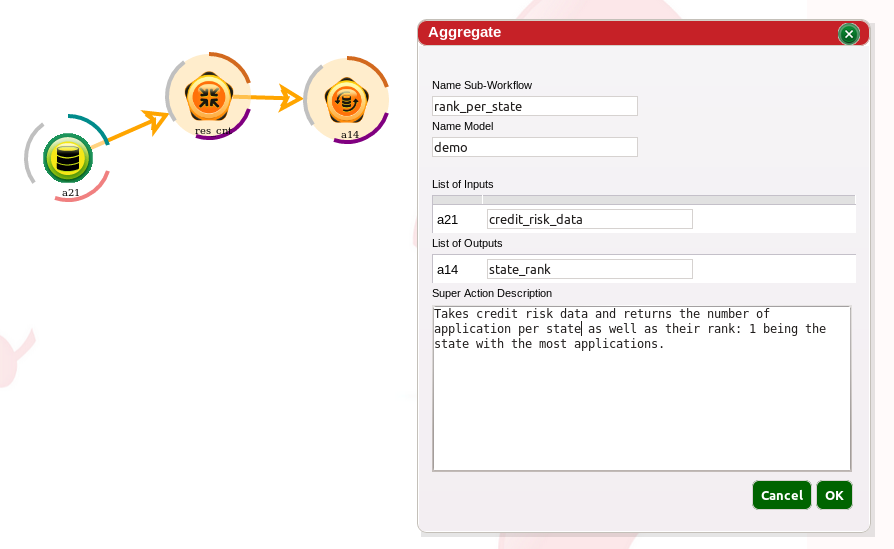 Aggregate
Name Sub-Workflow
rank_per_state
Name Model
demo
List of Inputs
a21 credit_risk_data
List of Outputs
a14 state_rank
Super Action Description
Takes credit risk data and returns the number of
application per state as well as their rank: 1 being the
state with the most applications.
Cancel OK
res_cnt
a14
a21